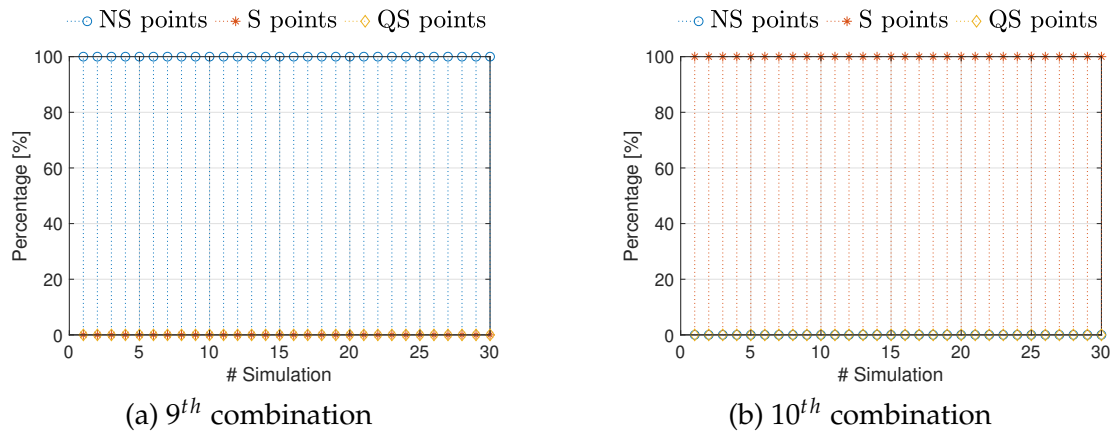 NS points S points QS points
NS points S points QS points
100
80
60
40
20
0
Percentage [%]
0 5 10 15 20 25 30
# Simulation
100
80
60
40
20
0
Percentage [%]
0 5 10 15 20 25 30
# Simulation
(a) 9th combination
(b) 10th combination